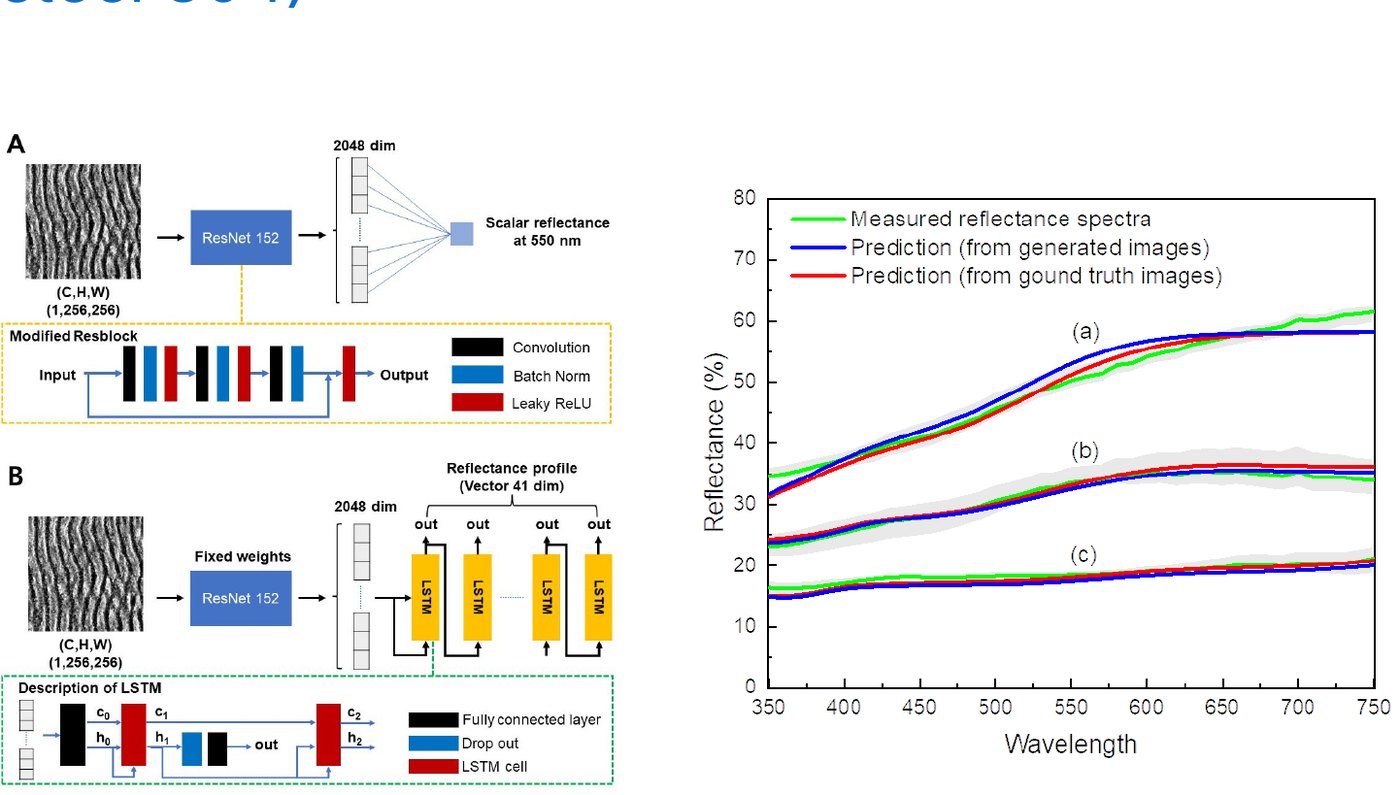 A
2048 dim
ResNet 152
Scalar reflectance
at 550 nm
(C,H,W)
(1,256,256)
Modified Resblock
Input
Output
Convolution
Batch Norm
Leaky ReLU
B
Reflectance profile
(Vector 41 dim)
2048 dim
out
out
out
out
Fixed weights
ResNet 152
LSTM
LSTM
LSTM
LSTM
(C,H,W)
(1,256,256)
Description of LSTM
c0
c1
c2
h0
h1
h2
out
Fully connected layer
Drop out
LSTM cell
80
70
60
50
40
30
20
10
0
Reflectance (%)
Measured reflectance spectra
Prediction (from generated images)
Prediction (from gound truth images)
(a)
(b)
(c)
350
400
450
500
550
600
650
700
750
Wavelength